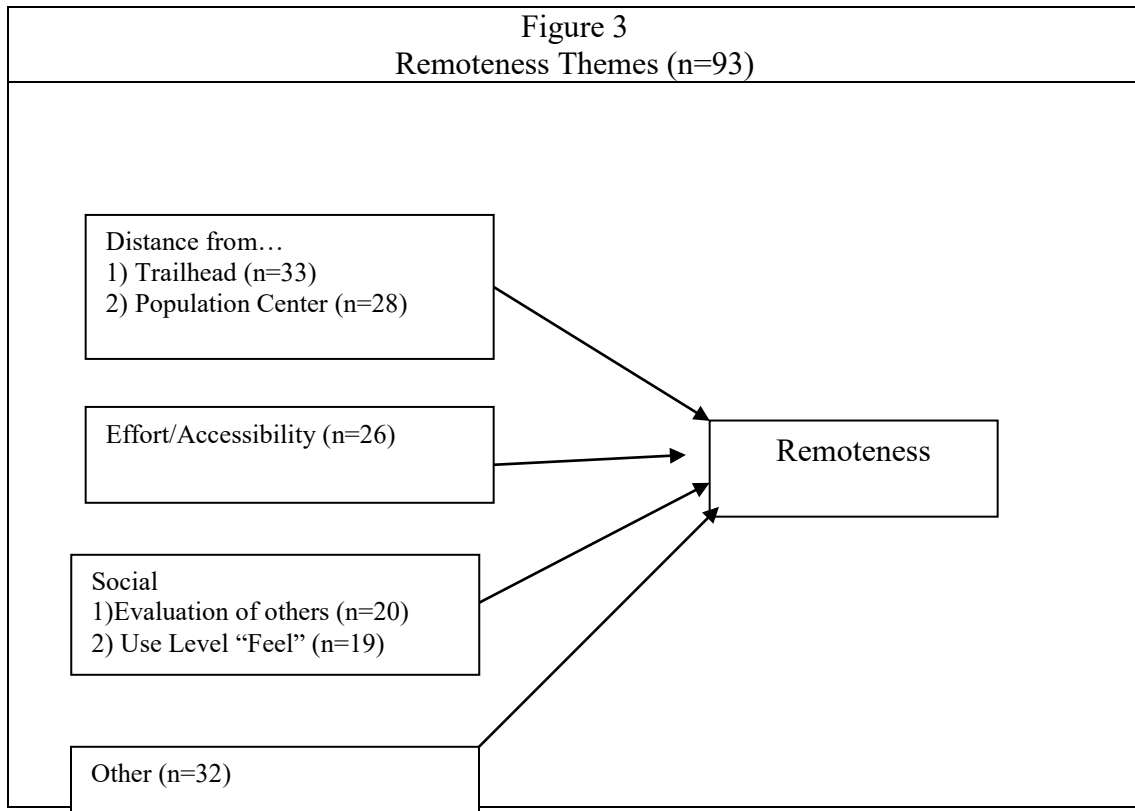 Figure 3
Remoteness Themes (n=93)
Distance from…
1) Trailhead (n=33)
2) Population Center (n=28)
Effort/Accessibility (n=26)
Remoteness
Social
1)Evaluation of others (n=20)
2) Use Level “Feel” (n=19)
Other (n=32)